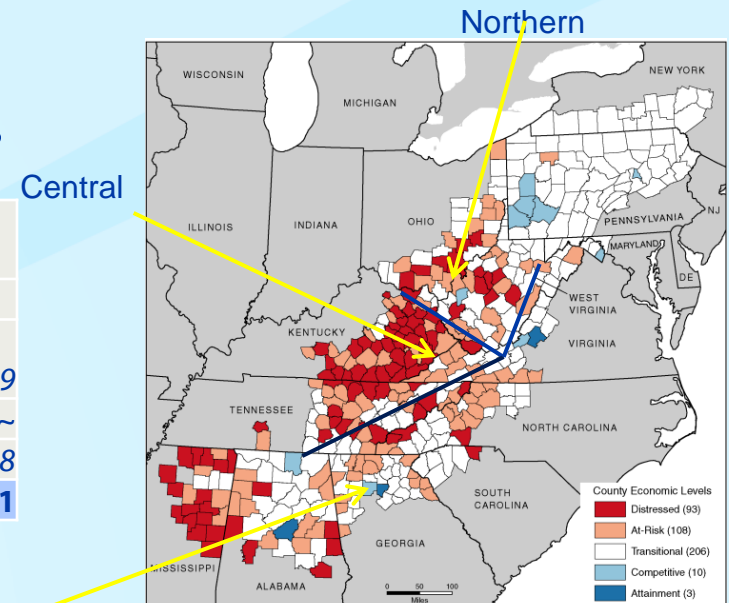 Northern
WISCONSIN
NEW YORK
MICHIGAN
Central
ILLINOIS
INDIANA
OHIO
PENNSYLVANIA
NJ
MARYLAND
DE
WEST
VIRGINIA
KENTUCKY
VIRGINIA
9
~
TENNESSEE
NORTH CAROLINA
8
1
SOUTH
CAROLINA
County Economic Levels
Distressed (93)
At-Risk (108)
Transitional (206)
Competitive (10)
Attainment (3)
GEORGIA
MISSISSIPPI
ALABAMA
0 50 100
Miles